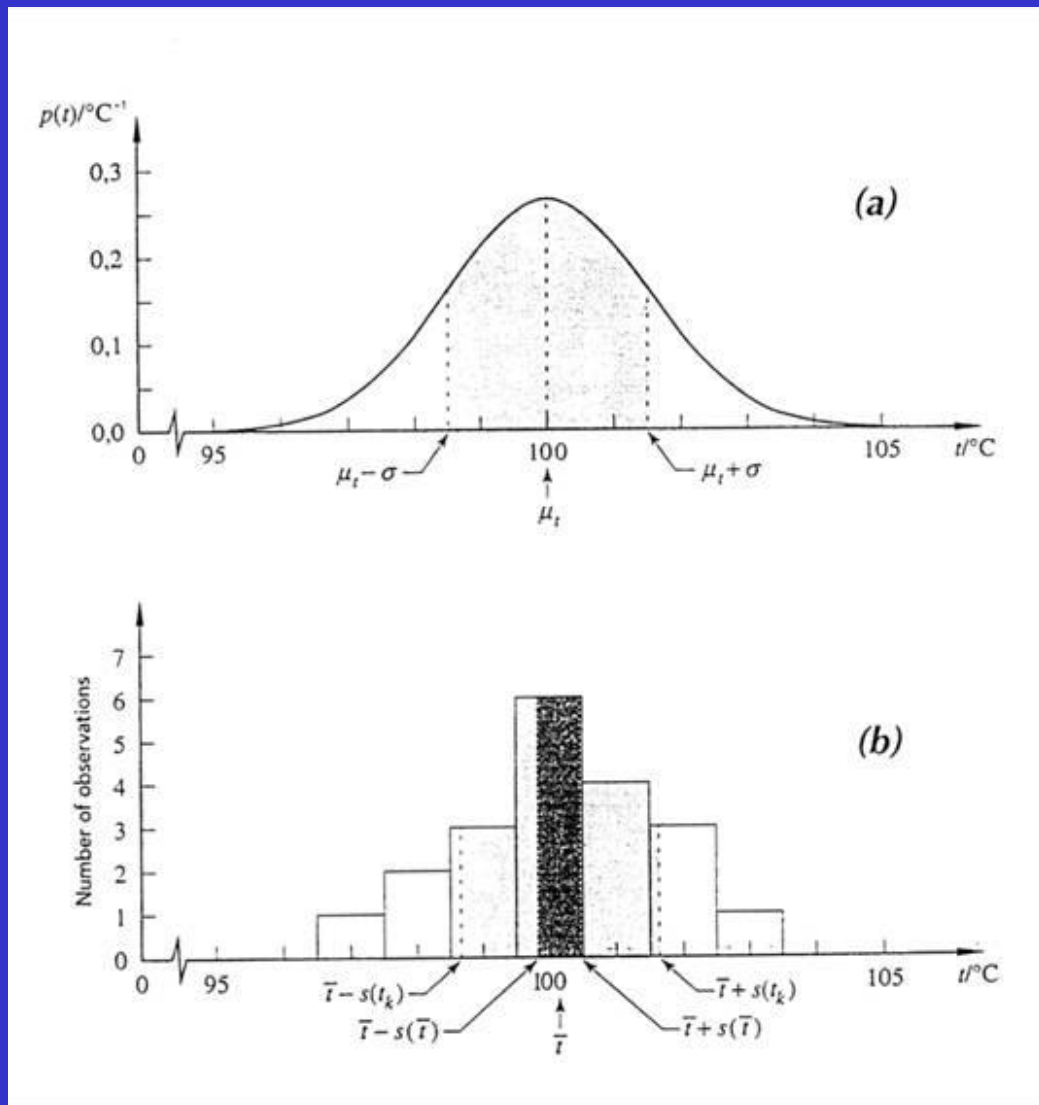 p(t)/°C⁻¹
(a)
0,3
0,2
0,1
0,0
0 95 100 105 t/°C
μₜ − σ
μₜ + σ
μₜ
Number of observations
(b)
7
6
5
4
3
2
1
0
0 95 100 105 t/°C
t̄ − s(tₖ)
t̄ + s(tₖ)
t̄ − s(t̄)
t̄ + s(t̄)
t̄